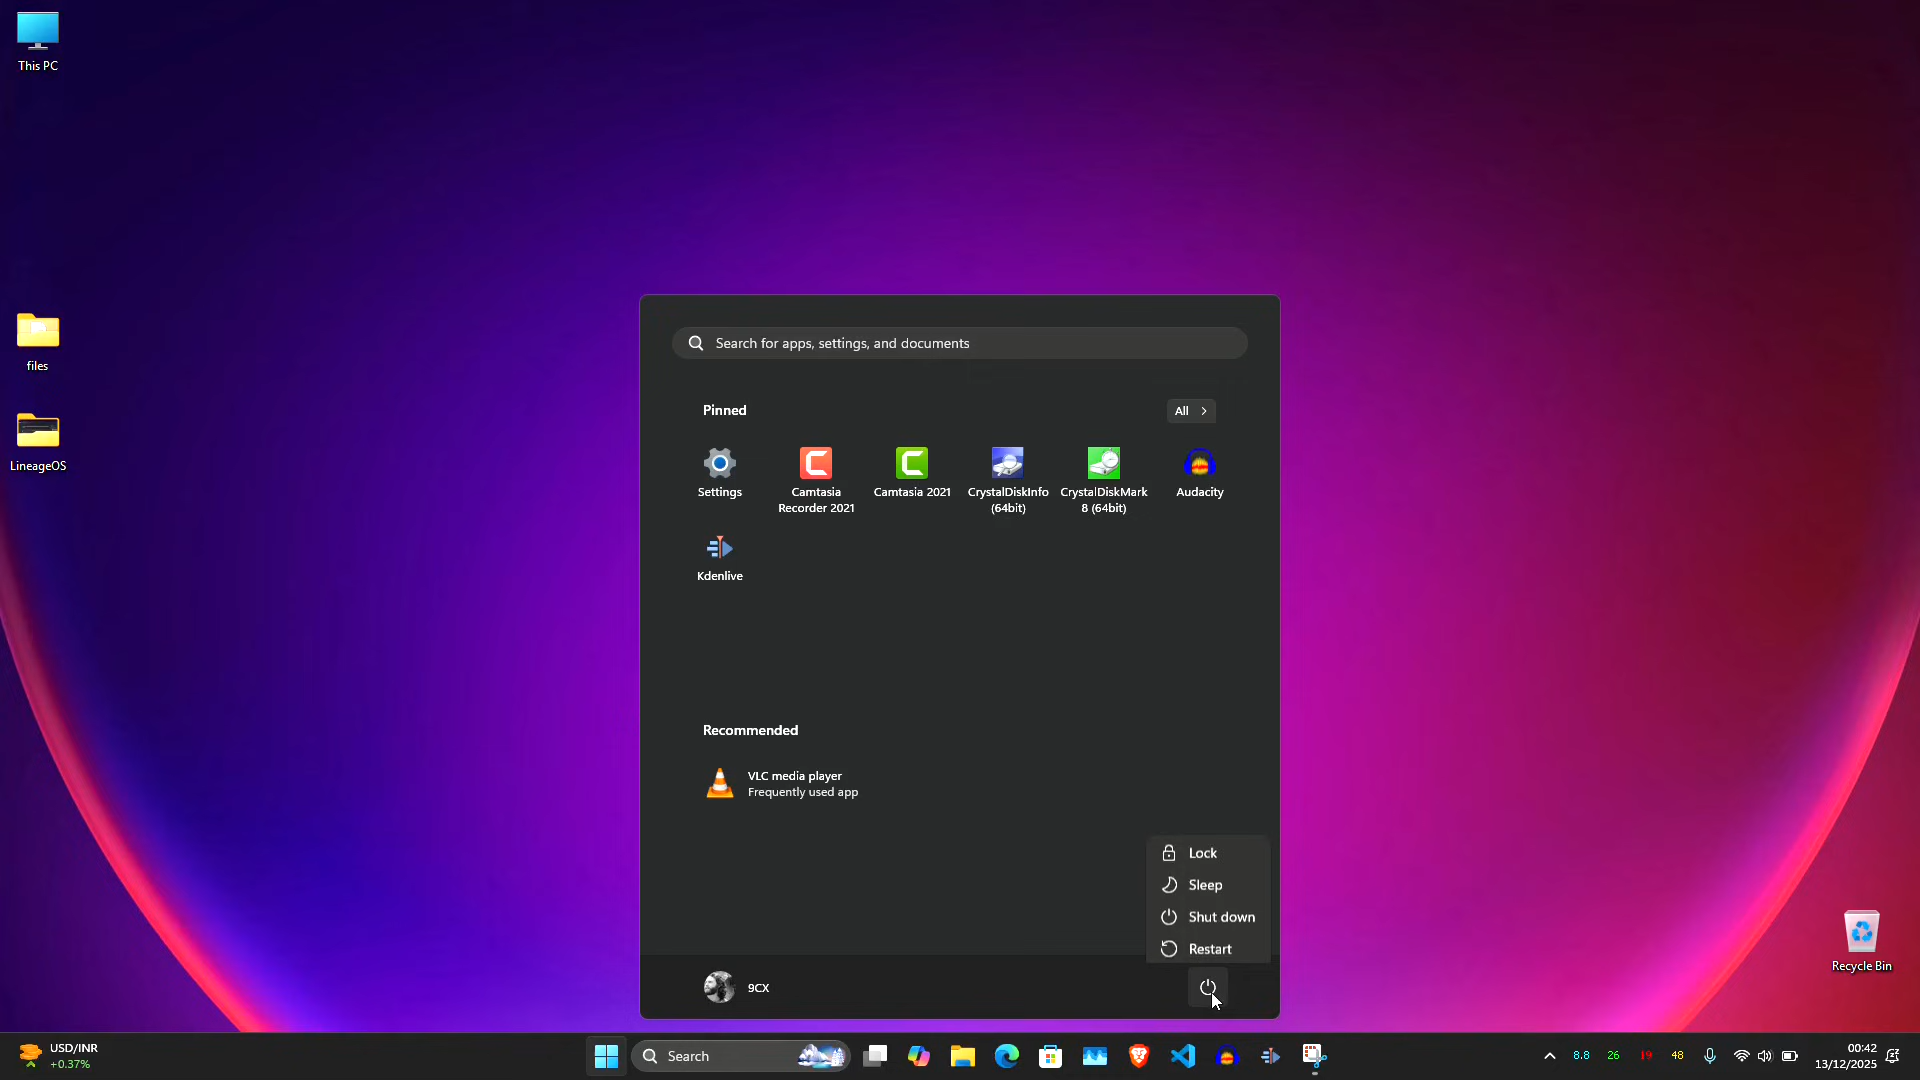 This PC
files
LineageOS
Search for apps, settings, and documents
Pinned
All
Settings
Camtasia
Recorder 2021
Camtasia 2021
CrystalDiskInfo
(64bit)
CrystalDiskMark
8 (64bit)
Audacity
Kdenlive
Recommended
VLC media player
Frequently used app
Lock
Sleep
Shut down
Restart
9CX
Recycle Bin
USD/INR
+0.37%
Search
8.8
26
19
48
00:42
13/12/2025